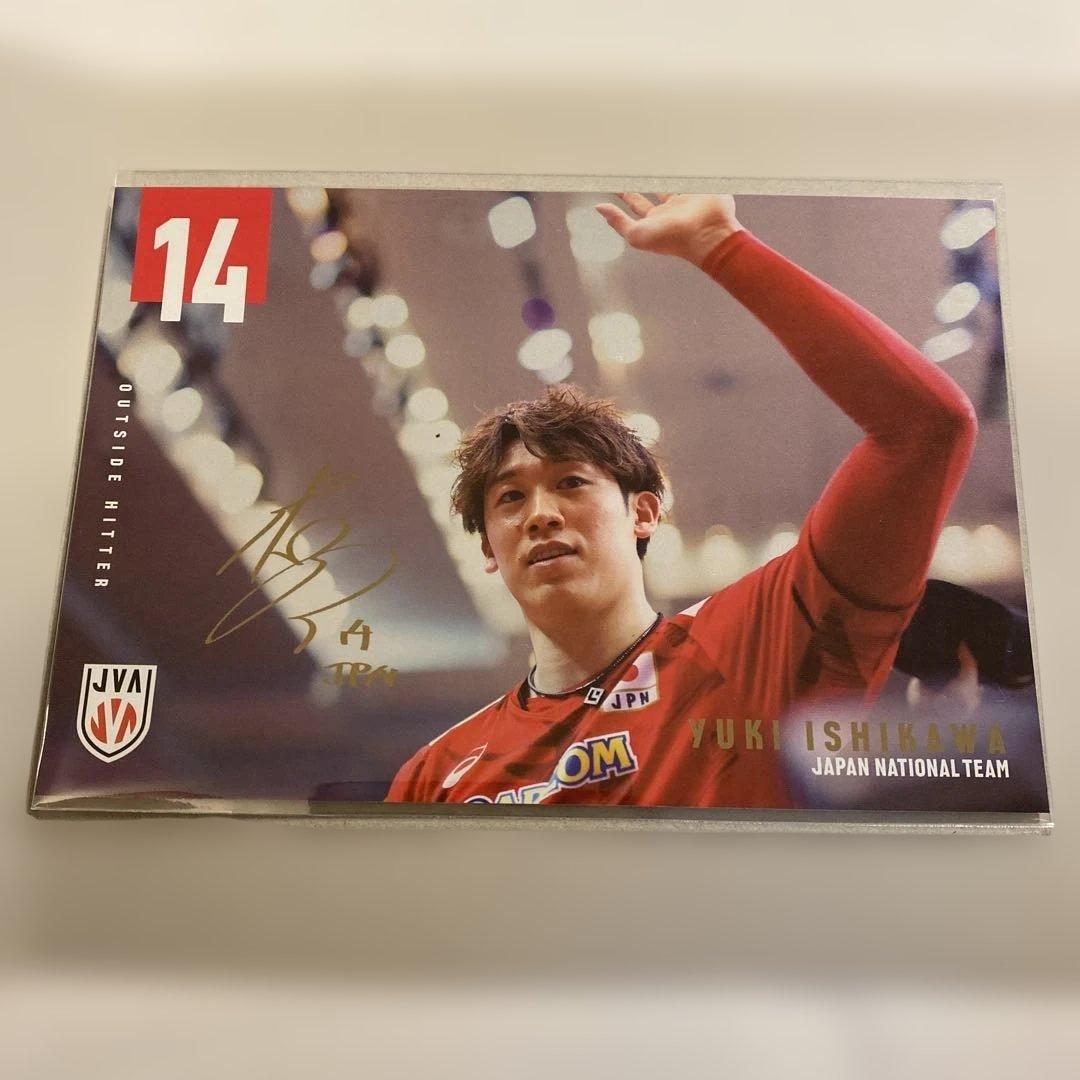 14
OUTSIDE HITTER
14
JPN
JVA
JPN
YUKI ISHIKAWA
JAPAN NATIONAL TEAM